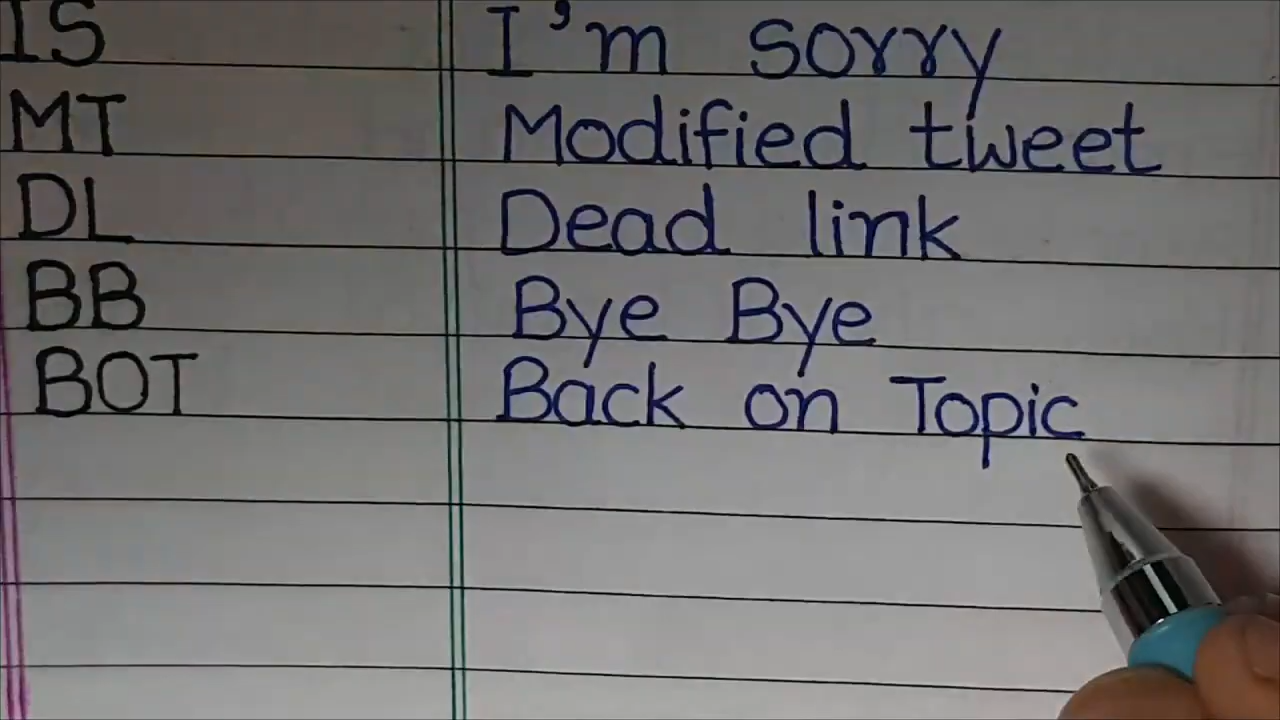 IS I'm sorry
MT Modified tweet
DL Dead link
BB Bye Bye
BOT Back on Topic